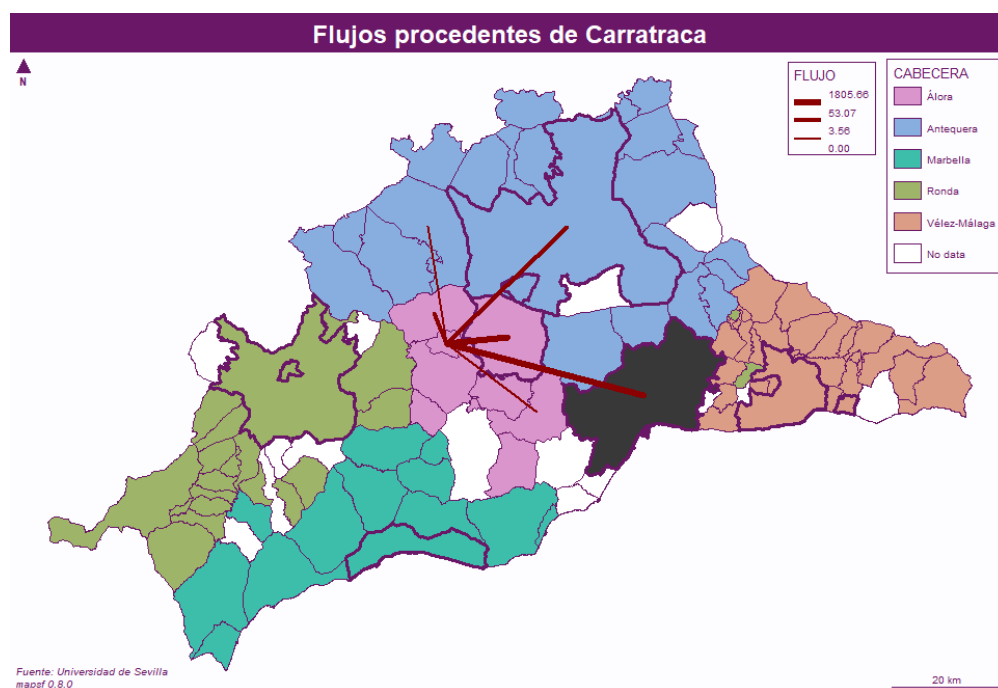 Flujos procedentes de Carratraca
N
FLUJO
1805.66
53.07
3.56
0.00
CABECERA
Álora
Antequera
Marbella
Ronda
Vélez-Málaga
No data
Fuente: Universidad de Sevilla
mapsf 0.8.0
20 km